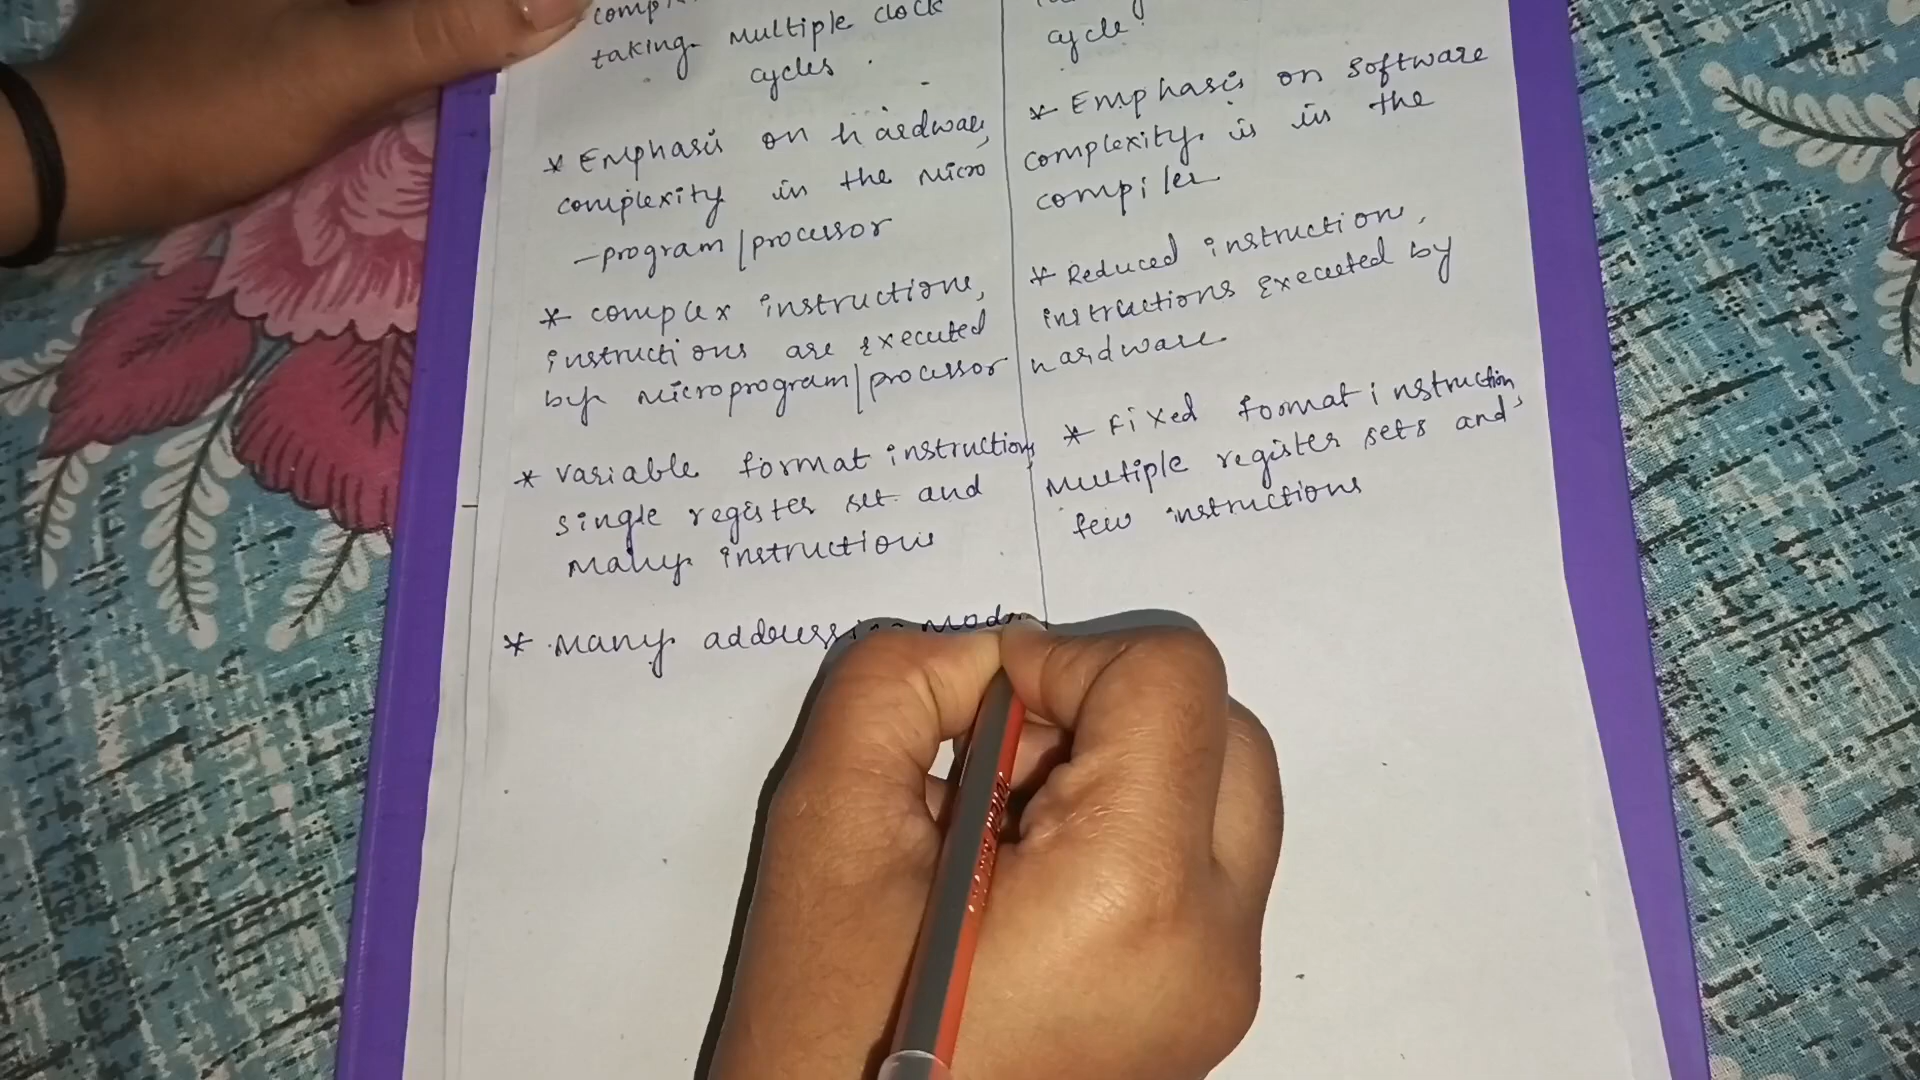 taking multiple clock
cycles.
* Emphasis on hardware,
complexity in the micro
-program/processor
* complex instructions,
instructions are executed
by microprogram/processor
* variable format instructions
single register set and
many instructions
* Many addressing
cycle.
* Emphasis on software
complexity is in the
compiler
* Reduced instruction,
instructions executed by
hardware.
* Fixed format instruction,
Multiple register sets and
few instructions